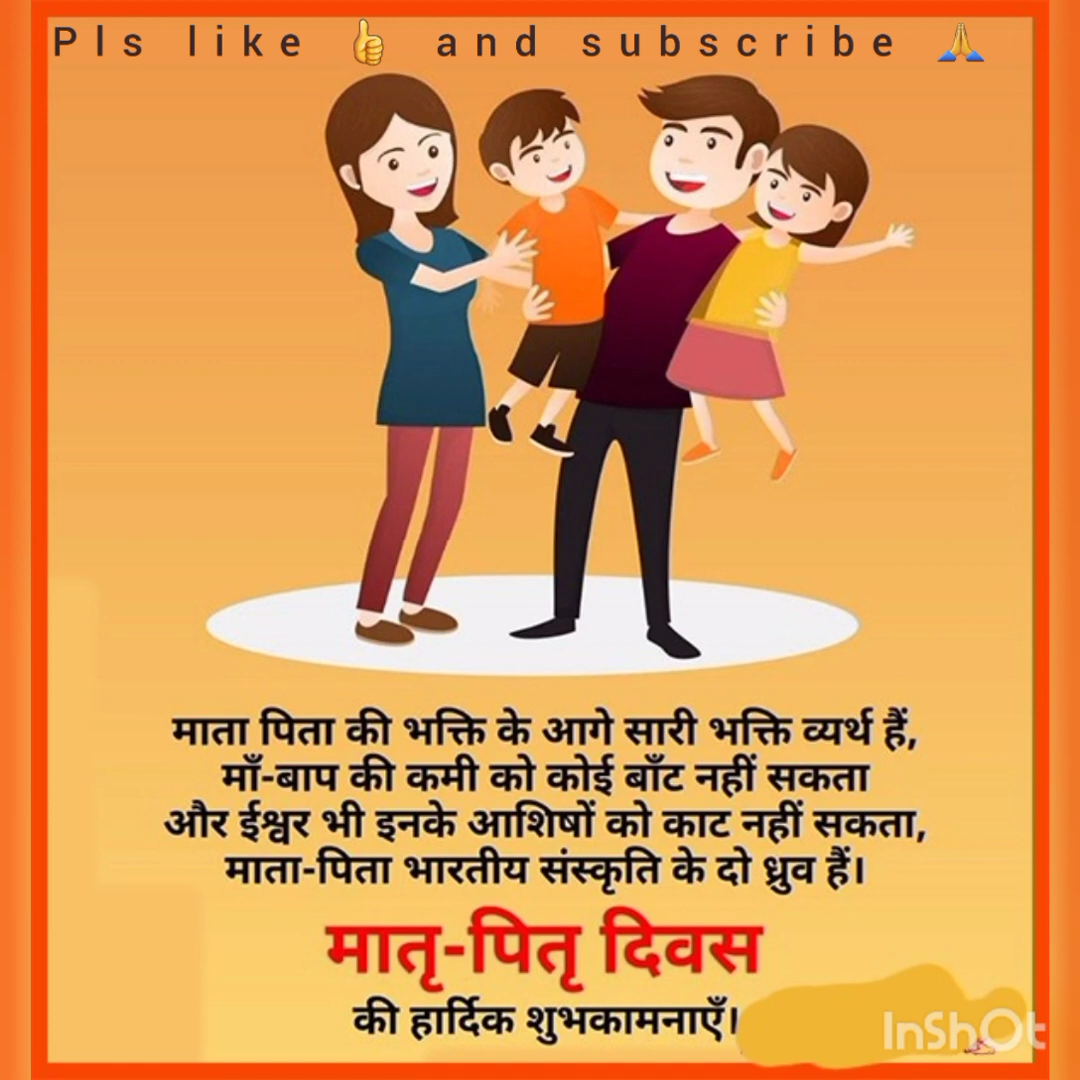 Pls like 👍 and subscribe 🙏
माता पिता की भक्ति के आगे सारी भक्ति व्यर्थ हैं,
माँ-बाप की कमी को कोई बाँट नहीं सकता
और ईश्वर भी इनके आशिषों को काट नहीं सकता,
माता-पिता भारतीय संस्कृति के दो ध्रुव हैं।
मातृ-पितृ दिवस
की हार्दिक शुभकामनाएँ।
InShOt